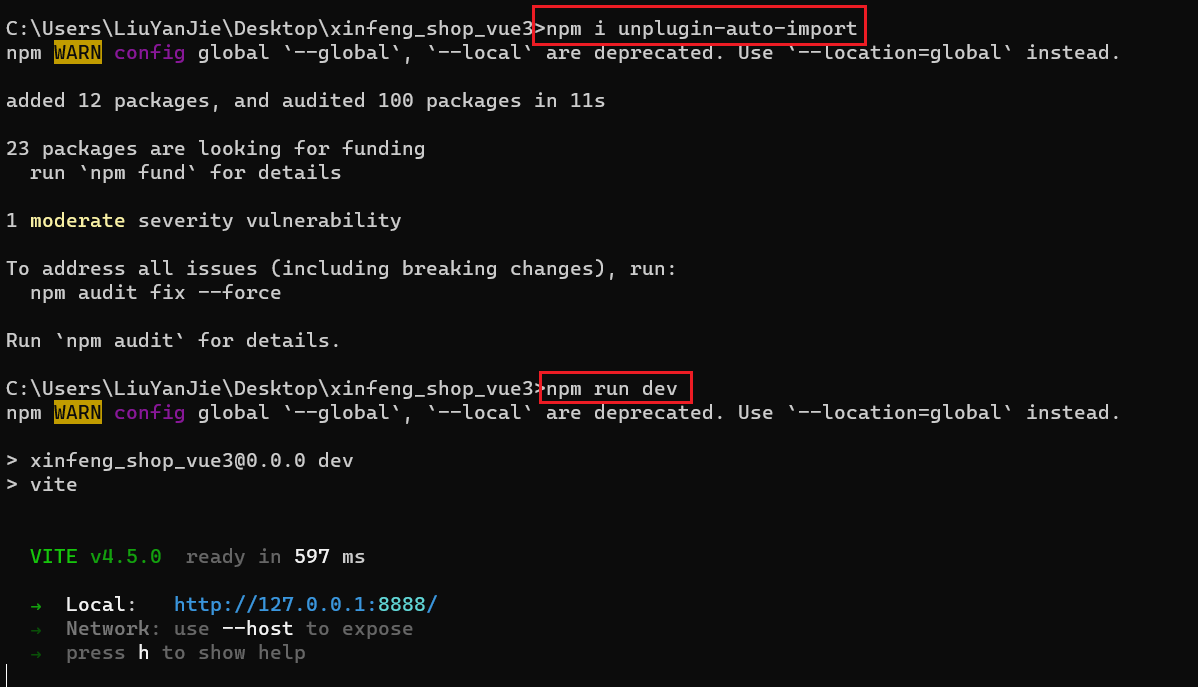 C:\Users\LiuYanJie\Desktop\xinfeng_shop_vue3>npm i unplugin-auto-import
npm WARN config global `--global`, `--local` are deprecated. Use `--location=global` instead.
added 12 packages, and audited 100 packages in 11s
23 packages are looking for funding
  run `npm fund` for details
1 moderate severity vulnerability
To address all issues (including breaking changes), run:
  npm audit fix --force
Run `npm audit` for details.
C:\Users\LiuYanJie\Desktop\xinfeng_shop_vue3>npm run dev
npm WARN config global `--global`, `--local` are deprecated. Use `--location=global` instead.
> xinfeng_shop_vue3@0.0.0 dev
> vite
  VITE v4.5.0  ready in 597 ms
  ➜  Local:   http://127.0.0.1:8888/
  ➜  Network: use --host to expose
  ➜  press h to show help